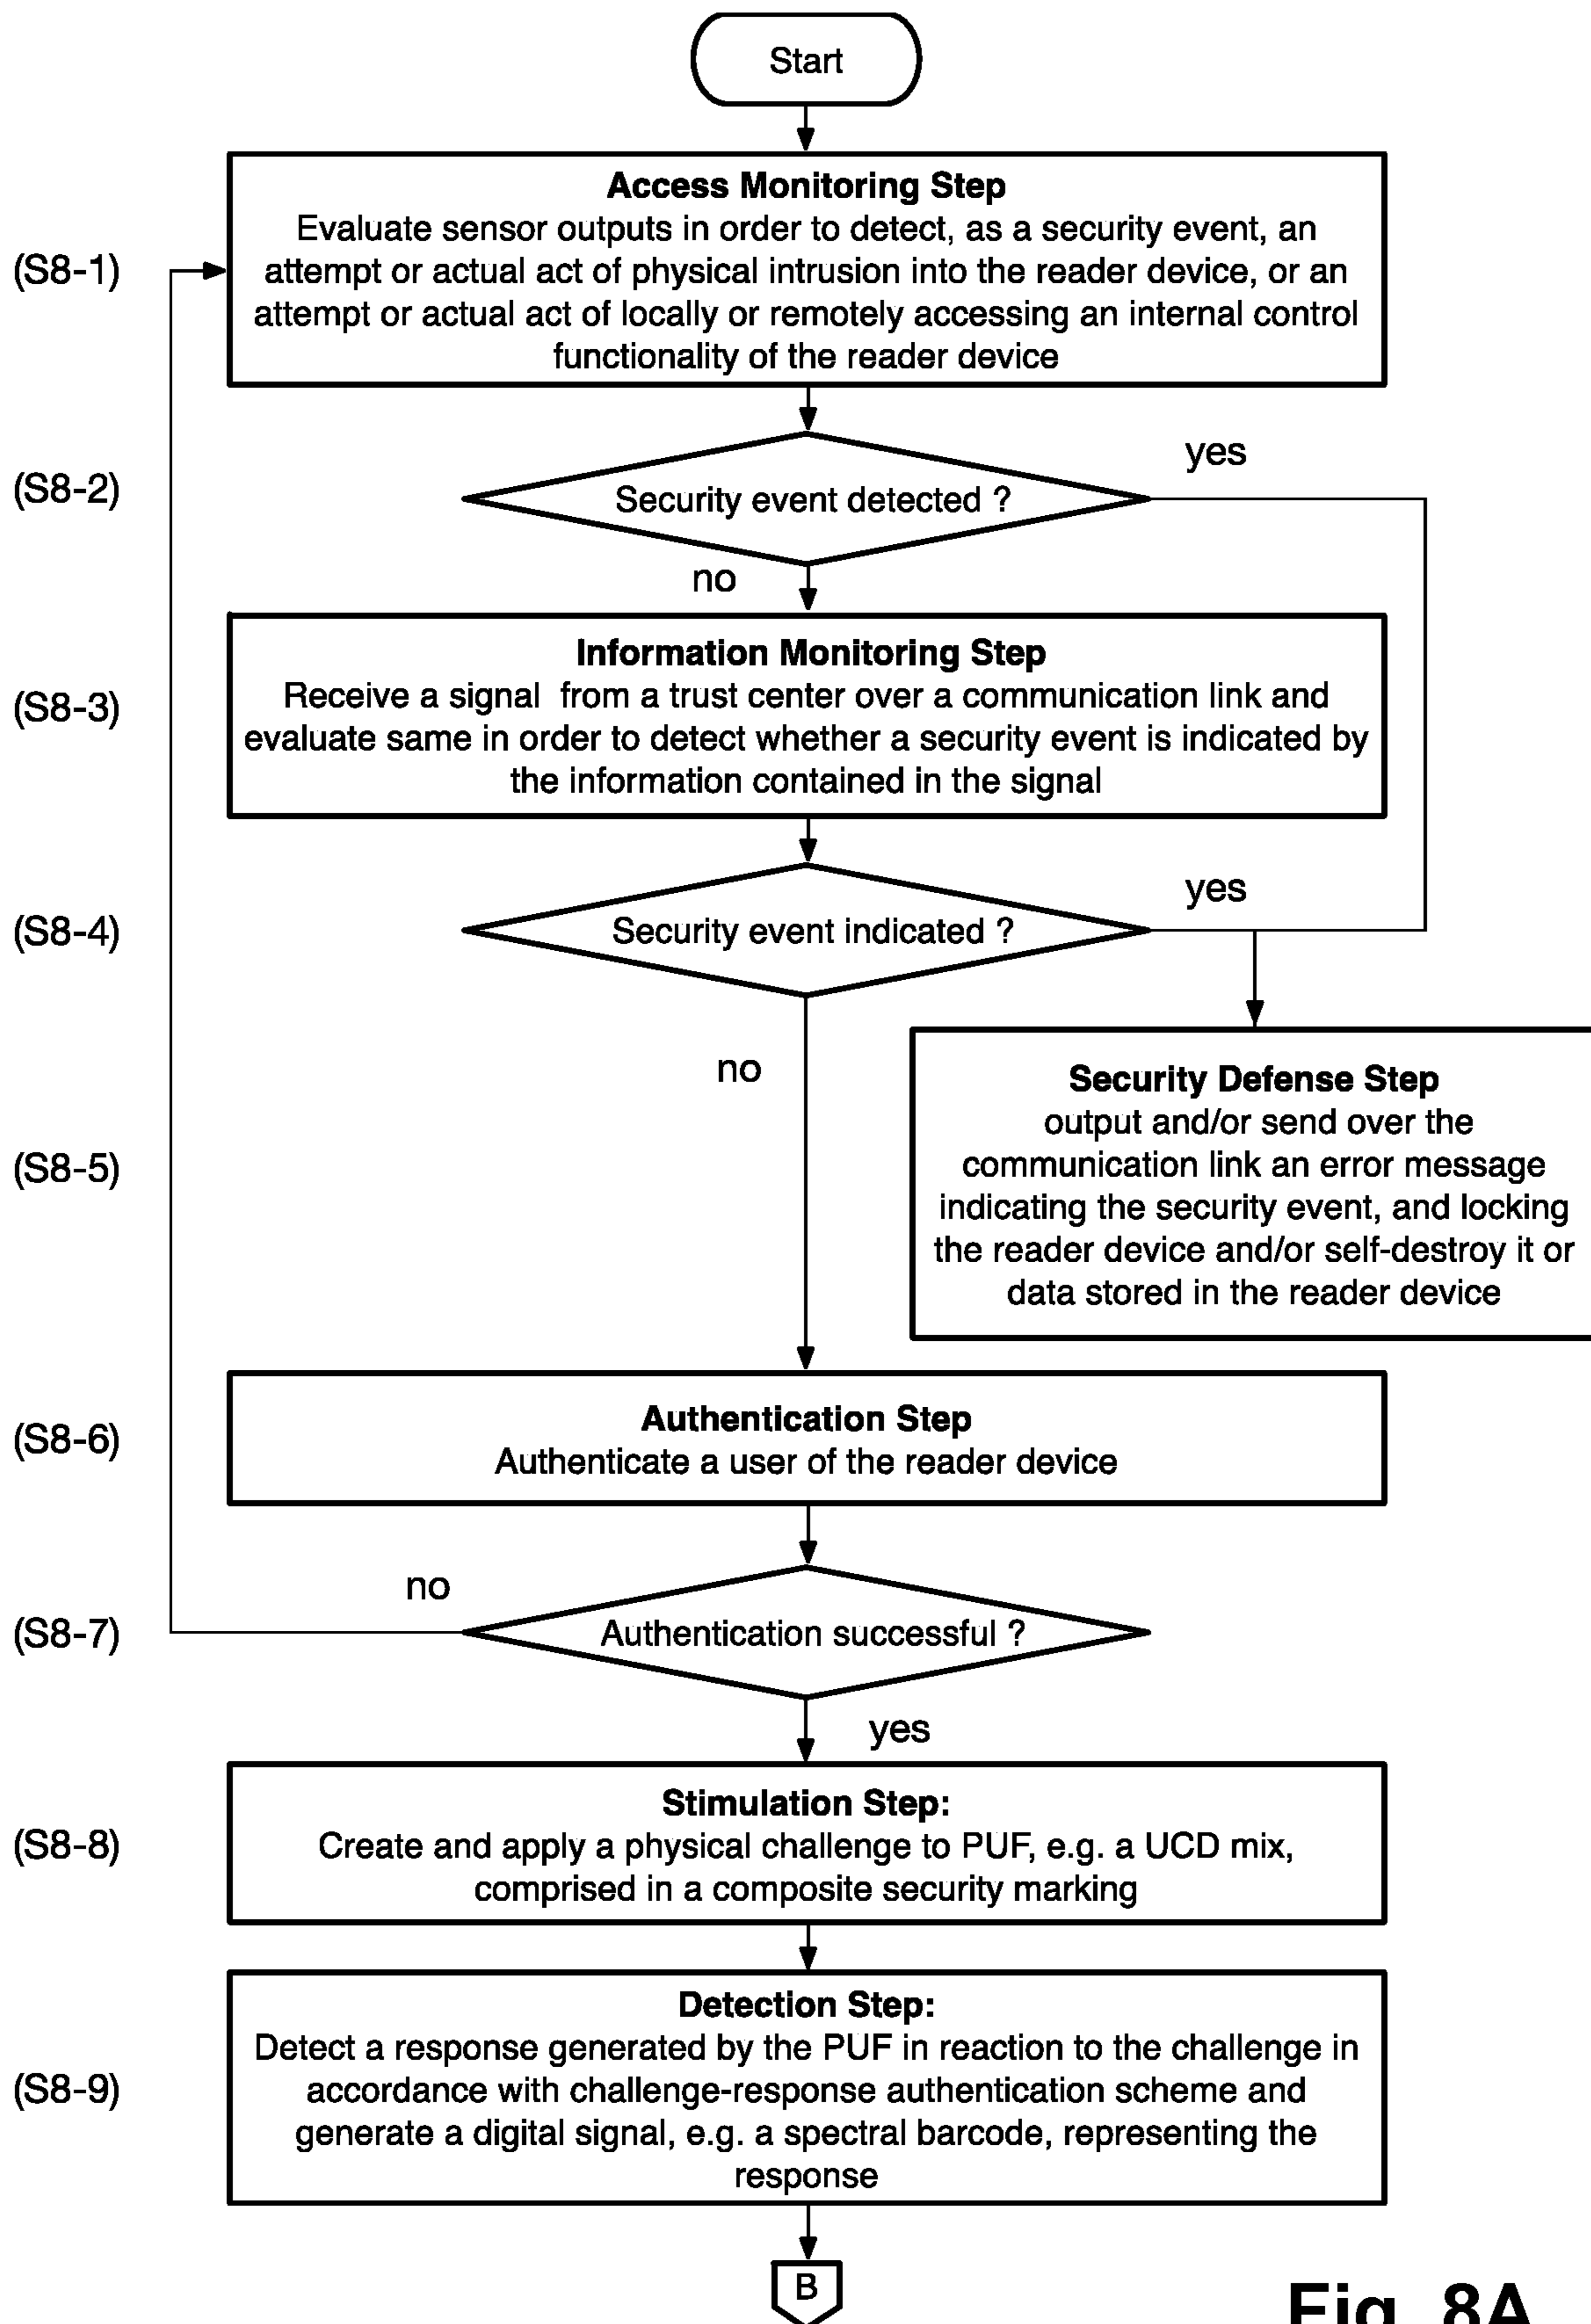 Start
Access Monitoring Step
Evaluate sensor outputs in order to detect, as a security event, an
(S8-1)
attempt or actual act of physical intrusion into the reader device, or an
attempt or actual act of locally or remotely accessing an internal control
functionality of the reader device
yes
(S8-2)
Security event detected ?
no
Information Monitoring Step
(S8-3)
Receive a signal from a trust center over a communication link and
evaluate same in order to detect whether a security event is indicated by
the information contained in the signal
yes
(S8-4)
Security event indicated ?
no
(S8-5)
Security Defense Step
output and/or send over the
communication link an error message
indicating the security event, and locking
the reader device and/or self-destroy it or
data stored in the reader device
(S8-6)
Authentication Step
Authenticate a user of the reader device
no
(S8-7)
Authentication successful ?
yes
Stimulation Step:
(S8-8)
Create and apply a physical challenge to PUF, e.g. a UCD mix,
comprised in a composite security marking
Detection Step:
Detect a response generated by the PUF in reaction to the challenge in
(S8-9)
accordance with challenge-response authentication scheme and
generate a digital signal, e.g. a spectral barcode, representing the
response
B
Fig. 8A